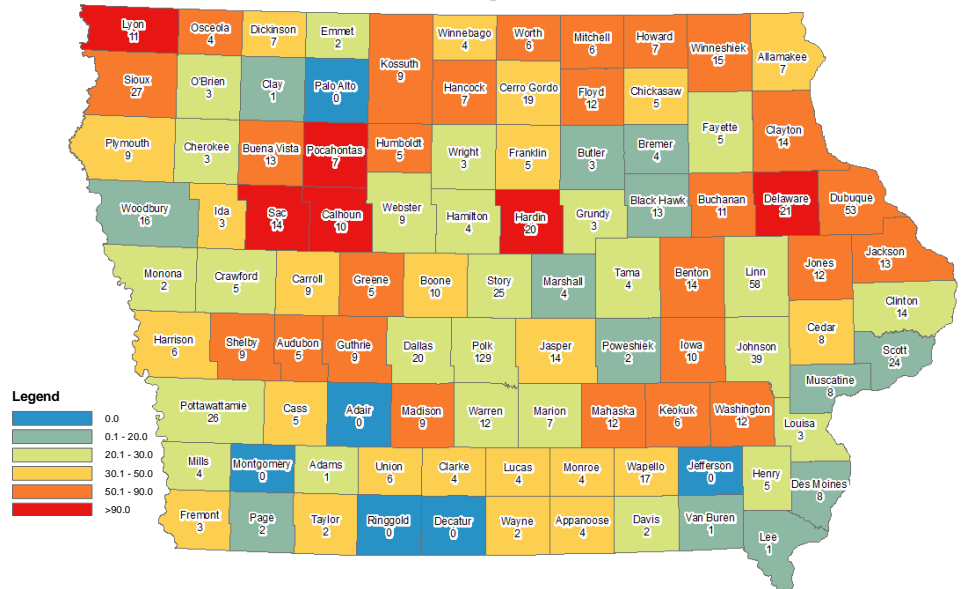 Lyon
11
Osceola
4
Dickinson
7
Emmet
2
Kossuth
9
Winnebago
4
Worth
6
Mitchell
6
Howard
7
Winneshiek
15
Allamakee
7
Sioux
27
O'Brien
3
Clay
1
Palo Alto
0
Hancock
7
Cerro Gordo
19
Floyd
12
Chickasaw
5
Fayette
5
Clayton
14
Plymouth
9
Cherokee
3
Buena Vista
13
Pocahontas
7
Humboldt
5
Wright
3
Franklin
5
Butler
3
Bremer
4
Woodbury
16
Ida
3
Sac
14
Calhoun
10
Webster
9
Hamilton
4
Hardin
20
Grundy
3
Black Hawk
13
Buchanan
11
Delaware
21
Dubuque
53
Monona
2
Crawford
5
Carroll
9
Greene
5
Boone
10
Story
25
Marshall
4
Tama
4
Benton
14
Linn
58
Jones
12
Jackson
13
Clinton
14
Harrison
6
Shelby
9
Audubon
5
Guthrie
9
Dallas
20
Polk
129
Jasper
14
Poweshiek
2
Iowa
10
Johnson
39
Cedar
8
Scott
24
Muscatine
8
Pottawattamie
26
Cass
5
Adair
0
Madison
9
Warren
12
Marion
7
Mahaska
12
Keokuk
6
Washington
12
Louisa
3
Mills
4
Montgomery
0
Adams
1
Union
6
Clarke
4
Lucas
4
Monroe
4
Wapello
17
Jefferson
0
Henry
5
Des Moines
8
Fremont
3
Page
2
Taylor
2
Ringgold
0
Decatur
0
Wayne
2
Appanoose
4
Davis
2
Van Buren
1
Lee
1
Legend
0.0
0.1 - 20.0
20.1 - 30.0
30.1 - 50.0
50.1 - 90.0
>90.0